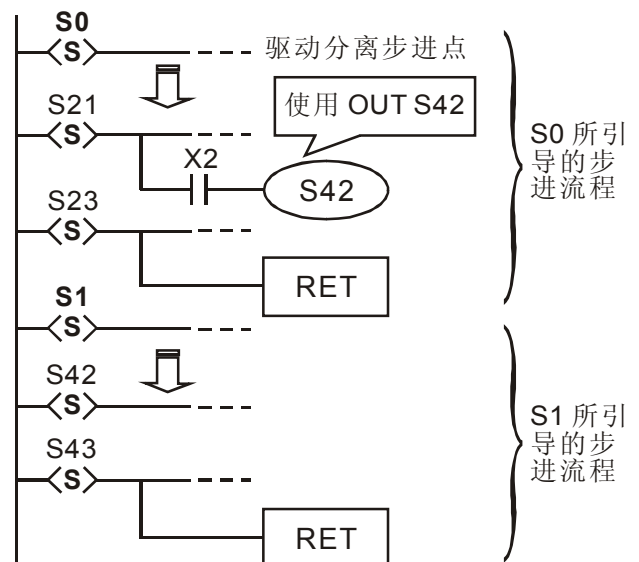 S0
S
驱动分离步进点
S21
S
使用 OUT S42
X2
S42
S0 所引
导的步
进流程
S23
S
RET
S1
S
S42
S
S1 所引
导的步
进流程
S43
S
RET